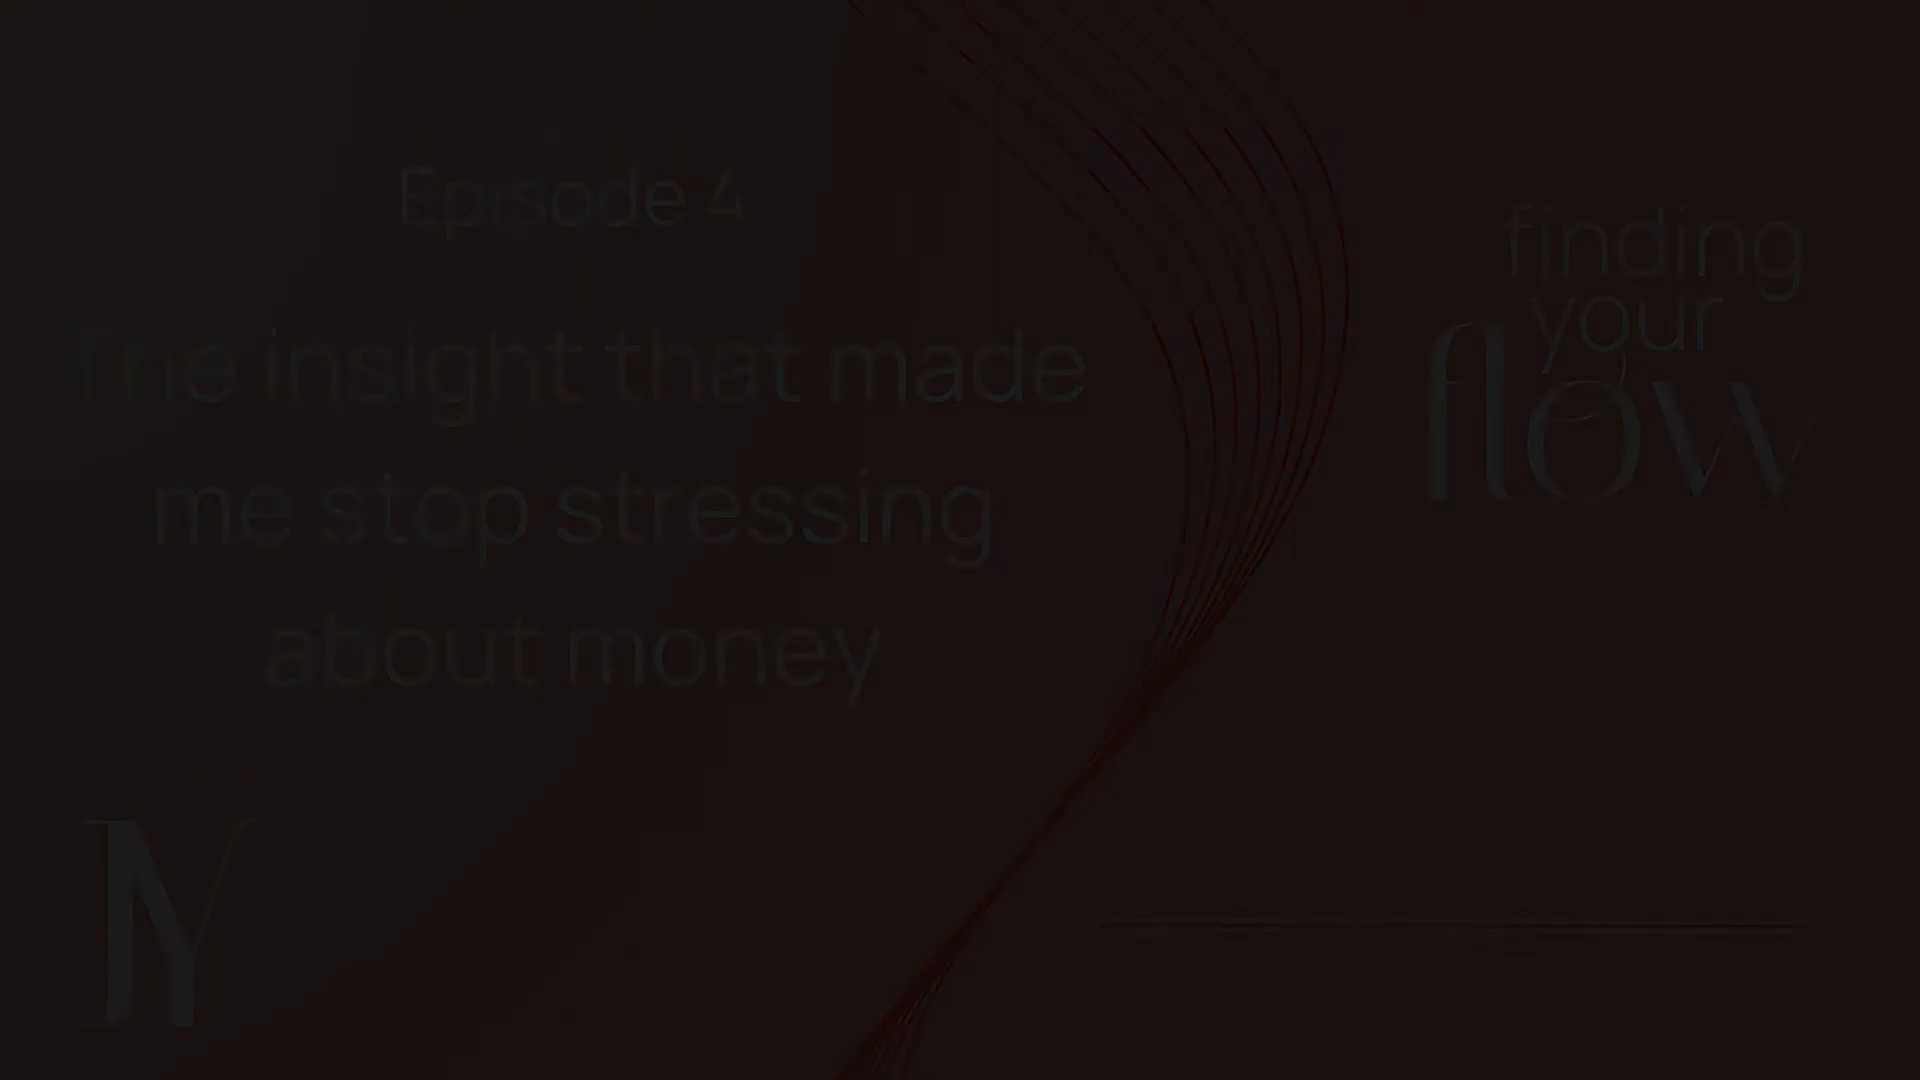 Episode 4
The insight that made
me stop stressing
about money
finding
your
flow